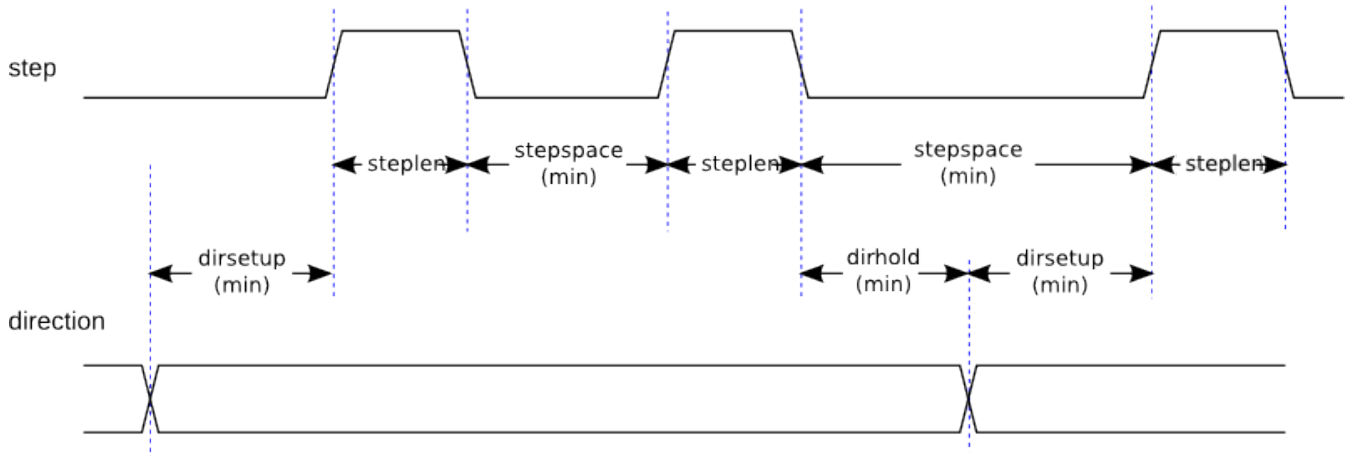 step
steplen
stepspace
(min)
steplen
stepspace
(min)
steplen
dirsetup
(min)
dirhold
(min)
dirsetup
(min)
direction